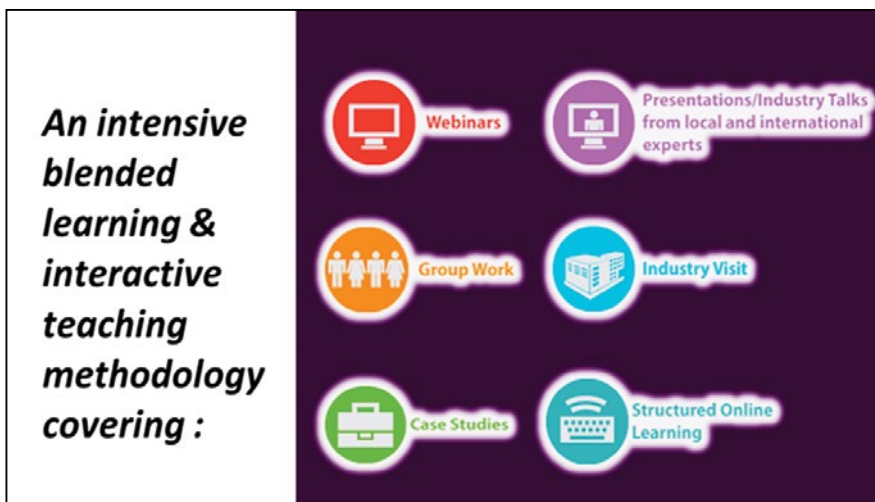 An intensive
blended
learning &
interactive
teaching
methodology
covering :
Webinars
Presentations/Industry Talks
from local and international
experts
Group Work
Industry Visit
Case Studies
Structured Online
Learning